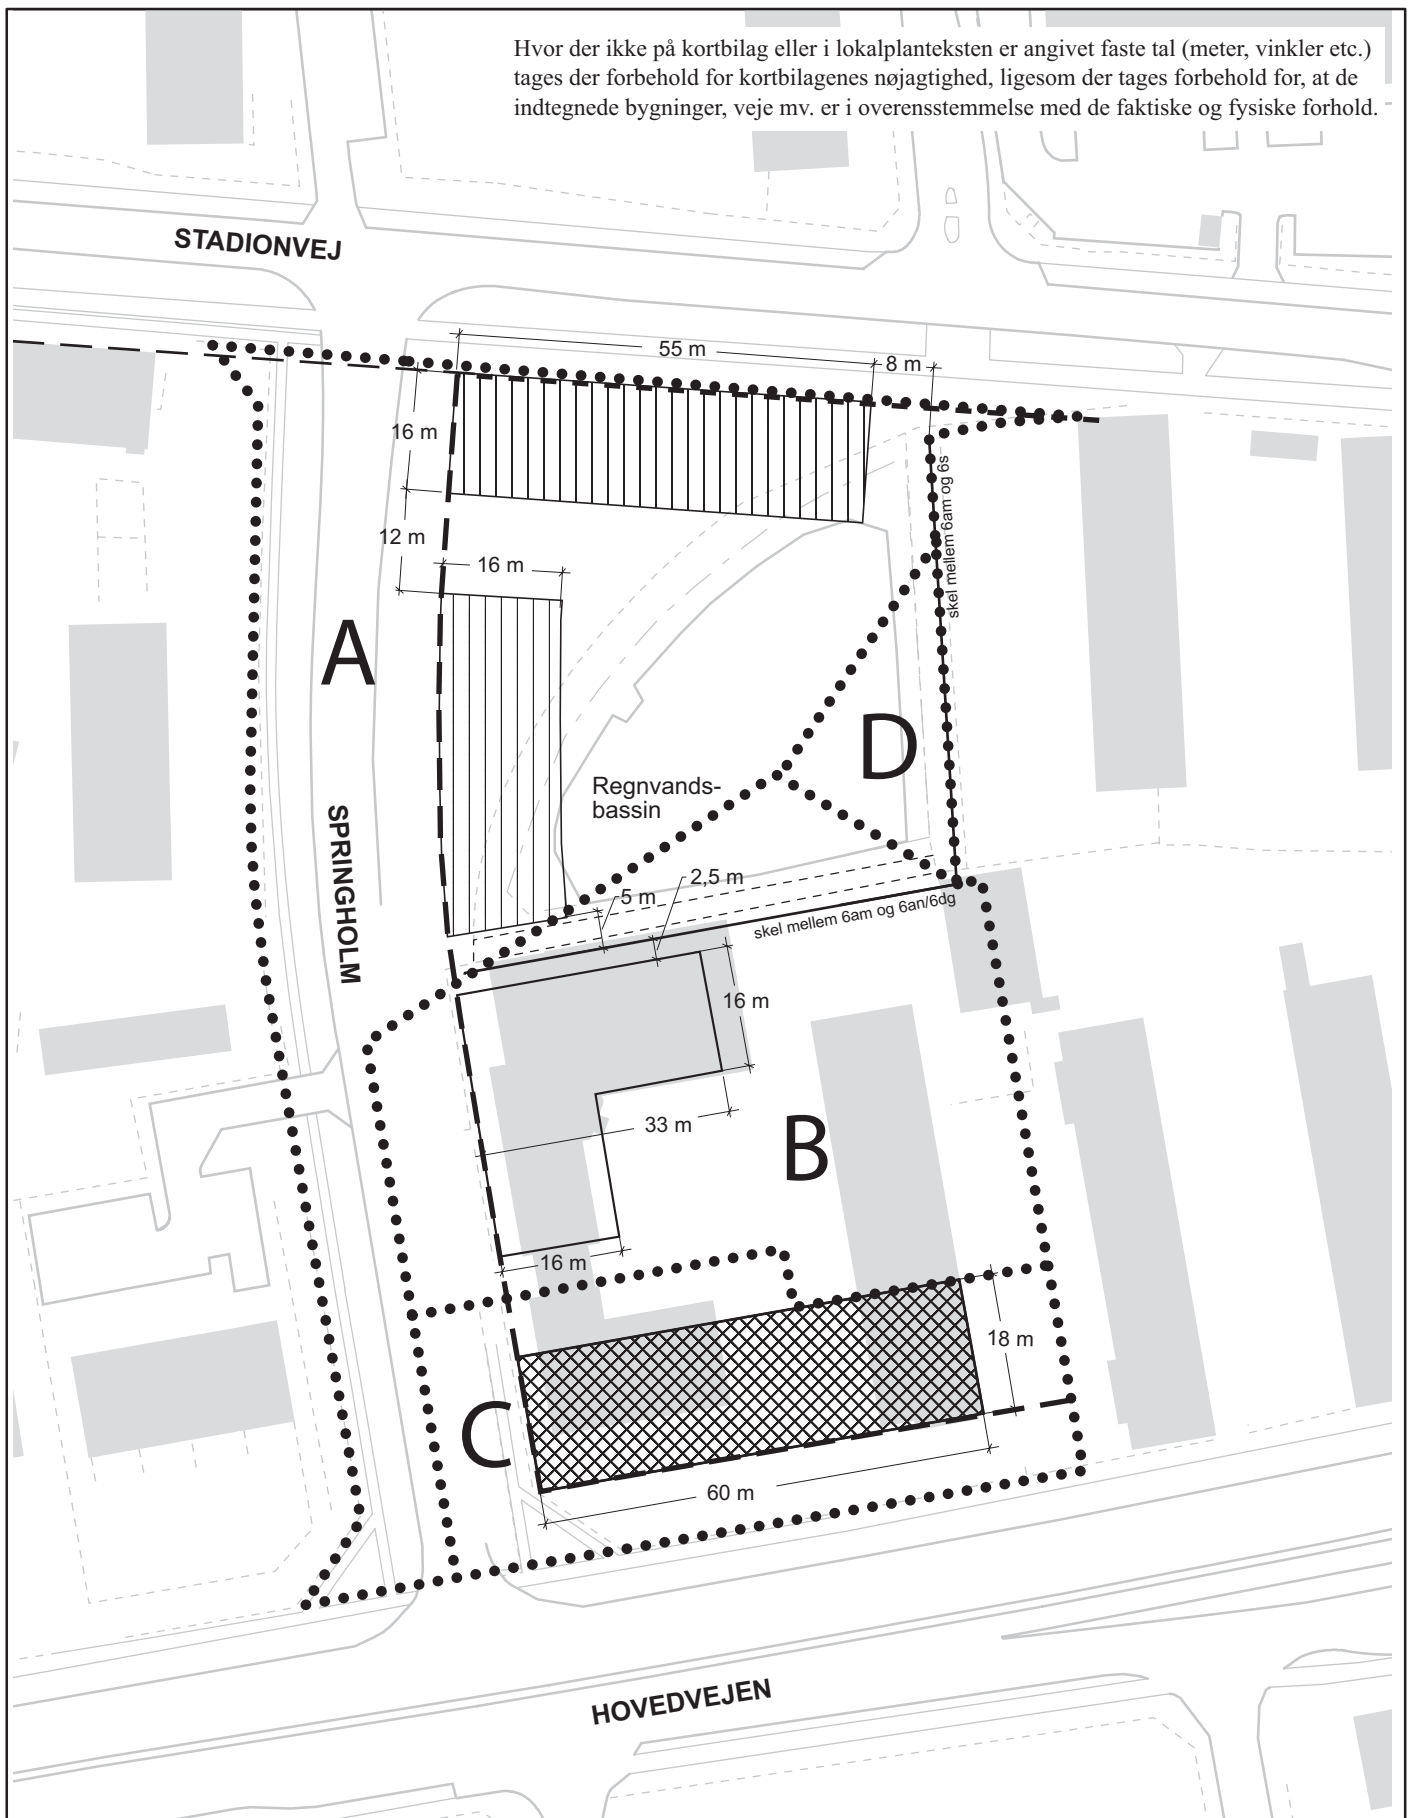 Hvor der ikke på kortbilag eller i lokalplanteksten er angivet faste tal (meter, vinkler etc.)
tages der forbehold for kortbilagenes nøjagtighed, ligesom der tages forbehold for, at de
indtegnede bygninger, veje mv. er i overensstemmelse med de faktiske og fysiske forhold.
STADIONVEJ
55 m
8 m
16 m
12 m
16 m
skel mellem 6am og 6s
A
D
Regnvands-
bassin
SPRINGHOLM
2,5 m
5 m
skel mellem 6am og 6an/6dg
16 m
33 m
B
16 m
18 m
C
60 m
HOVEDVEJEN